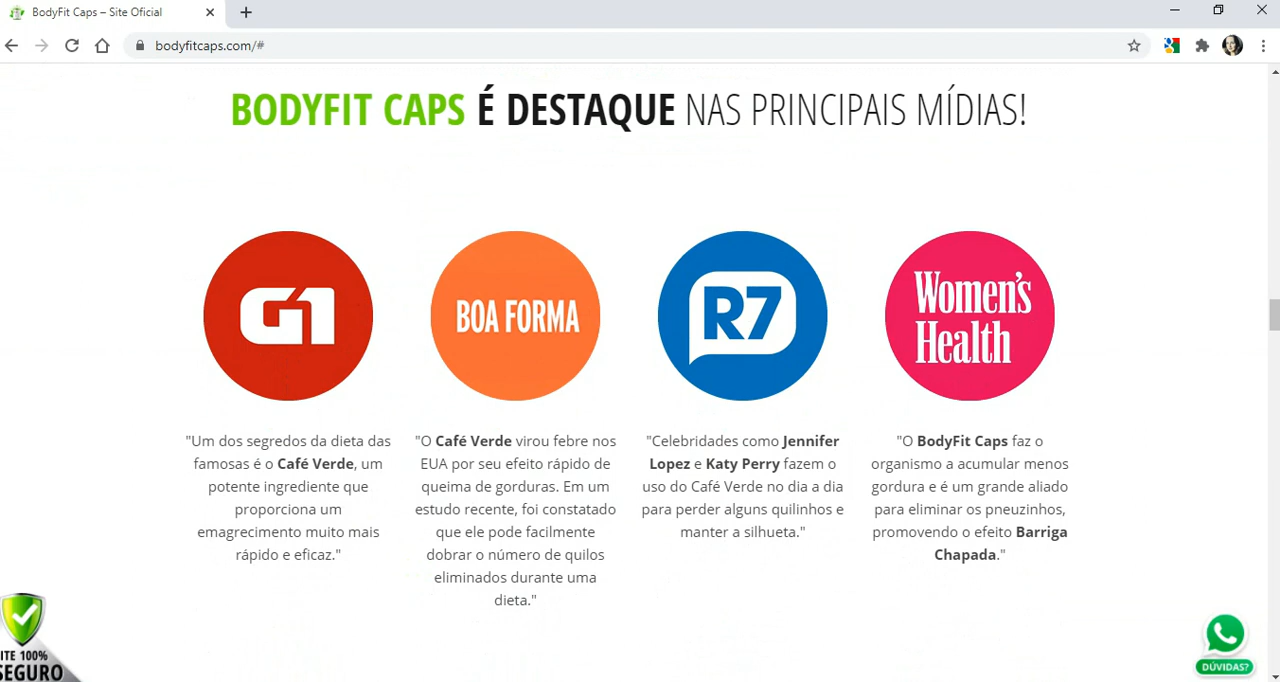 BodyFit Caps – Site Oficial
bodyfitcaps.com/#
BODYFIT CAPS É DESTAQUE NAS PRINCIPAIS MÍDIAS!
G1
BOA FORMA
R7
Women's
Health
"Um dos segredos da dieta das
famosas é o Café Verde, um
potente ingrediente que
proporciona um
emagrecimento muito mais
rápido e eficaz."
"O Café Verde virou febre nos
EUA por seu efeito rápido de
queima de gorduras. Em um
estudo recente, foi constatado
que ele pode facilmente
dobrar o número de quilos
eliminados durante uma
dieta."
"Celebridades como Jennifer
Lopez e Katy Perry fazem o
uso do Café Verde no dia a dia
para perder alguns quilinhos e
manter a silhueta."
"O BodyFit Caps faz o
organismo a acumular menos
gordura e é um grande aliado
para eliminar os pneuzinhos,
promovendo o efeito Barriga
Chapada."
ITE 100%
SEGURO
DÚVIDAS?